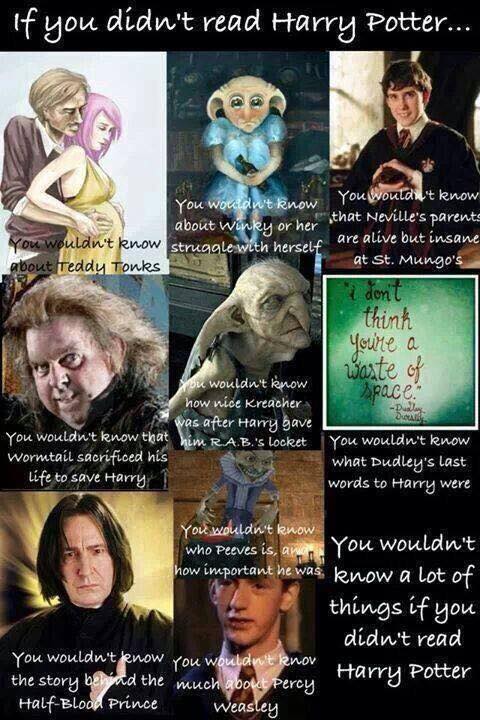 If you didn't read Harry Potter...
You wouldn't know
about Teddy Tonks
You wouldn't know
about Winky or her
struggle with herself
You wouldn't know
that Neville's parents
are alive but insane
at St. Mungo's
You wouldn't know that
Wormtail sacrificed his
life to save Harry
You wouldn't know
how nice Kreacher
was after Harry gave
him R.A.B.'s locket
"i don't
think
you're a
waste of
space."
-Dudley
Dursley
You wouldn't know
what Dudley's last
words to Harry were
You wouldn't know
the story behind the
Half-Blood Prince
You wouldn't know
who Peeves is, and
how important he was
You wouldn't know
much about Percy
Weasley
You wouldn't
know a lot of
things if you
didn't read
Harry Potter